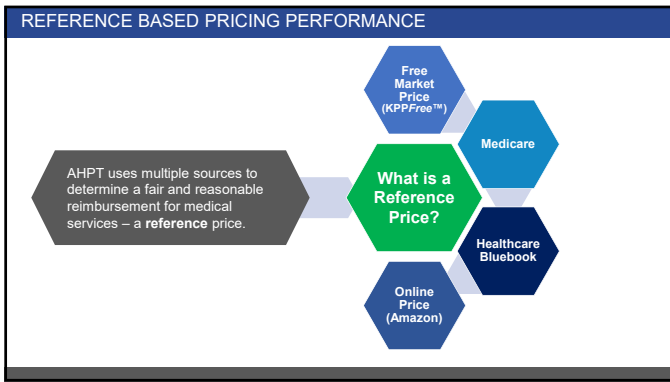 REFERENCE BASED PRICING PERFORMANCE
AHPT uses multiple sources to
determine a fair and reasonable
reimbursement for medical
services – a reference price.
What is a
Reference
Price?
Free
Market
Price
(KPPFree™)
Medicare
Healthcare
Bluebook
Online
Price
(Amazon)